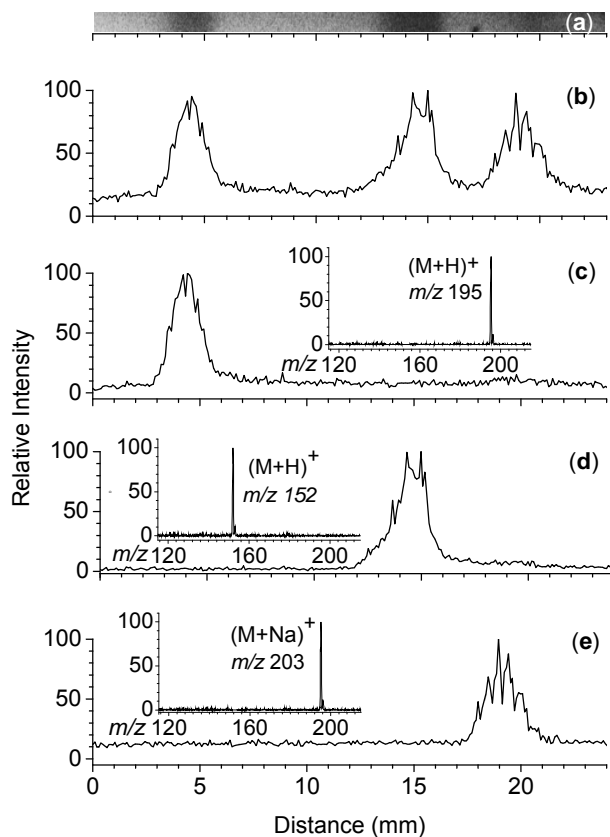 (a)
(b)
100
50
0
(c)
100
50
0
(M+H)+
m/z 195
100
50
0
m/z 120 160 200
(d)
100
50
0
(M+H)+
m/z 152
100
50
0
m/z 120 160 200
(e)
100
50
0
(M+Na)+
m/z 203
100
50
0
m/z 120 160 200
0 5 10 15 20
Distance (mm)
Relative Intensity